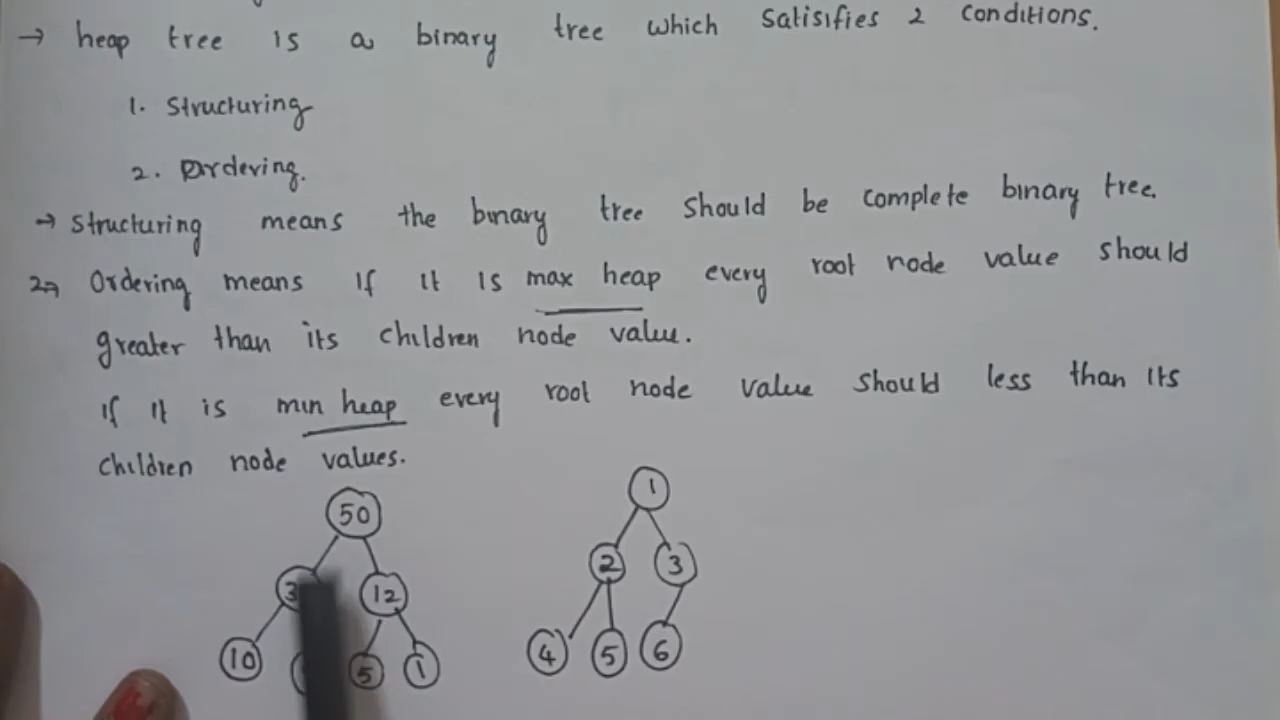 → heap tree is a binary tree which satisifies 2 conditions.
1. Structuring
2. Ordering.
→ Structuring means the binary tree should be complete binary tree.
2→ Ordering means if it is max heap every root node value should
greater than its children node value.
if it is min heap every root node value should less than its
children node values.
50 1
12 2 3
10 5 1 4 5 6